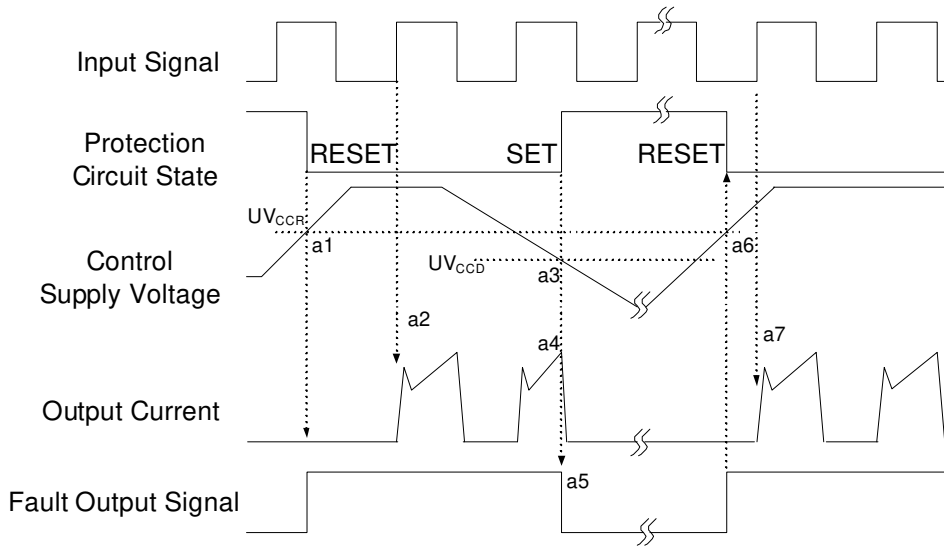 Input Signal
Protection
Circuit State
RESET
SET
RESET
UVCCR
a1
a6
Control
Supply Voltage
UVCCD
a3
a2
a4
a7
Output Current
a5
Fault Output Signal